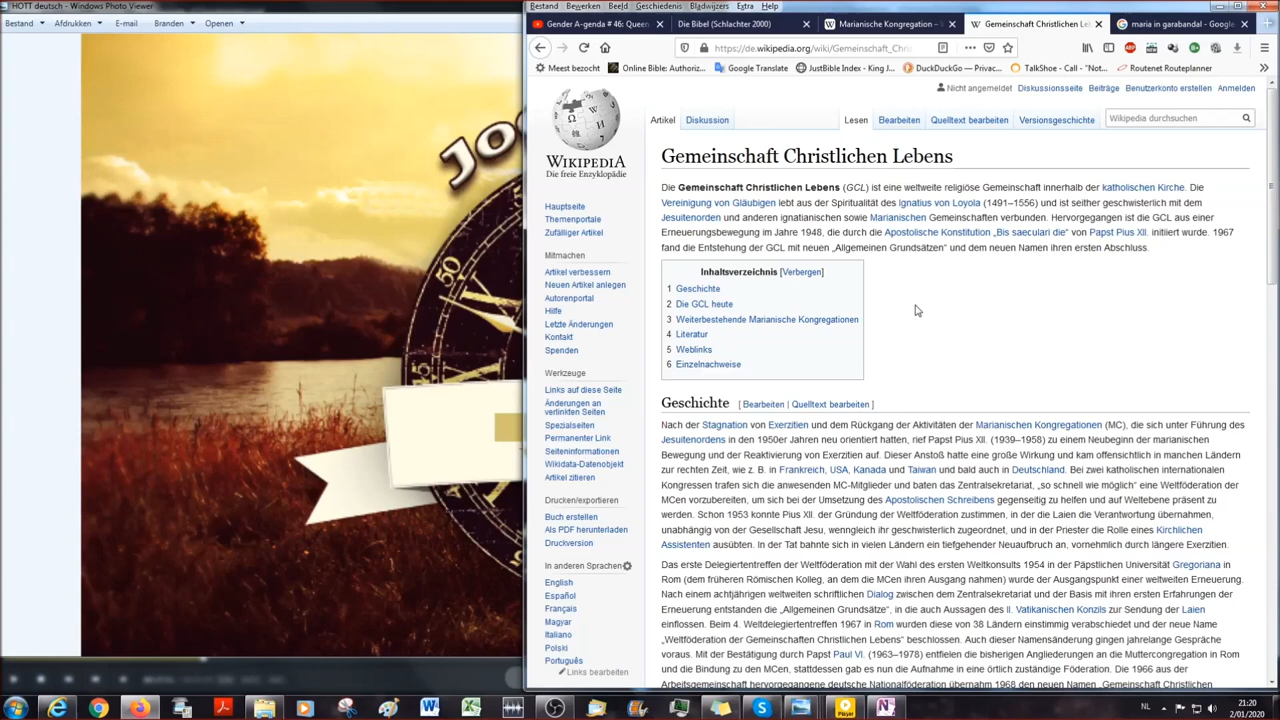 HOTT deutsch - Windows Photo Viewer
Bestand Afdrukken E-mail Branden Openen
50
Bestand Bewerken Beeld Geschiedenis Bladwijzers Extra Help
Gender A-genda # 46: Queen
Die Bibel (Schlachter 2000)
Marianische Kongregation – W
Gemeinschaft Christlichen Lebe
maria in garabandal - Google
https://de.wikipedia.org/wiki/Gemeinschaft_Chris
Meest bezocht
Online Bible: Authoriz...
Google Translate
JustBible Index - King J...
DuckDuckGo — Privac...
TalkShoe - Call - "Not...
Routenet Routeplanner
Nicht angemeldet Diskussionsseite Beiträge Benutzerkonto erstellen Anmelden
WIKIPEDIA
Die freie Enzyklopädie
Hauptseite
Themenportale
Zufälliger Artikel
Mitmachen
Artikel verbessern
Neuen Artikel anlegen
Autorenportal
Hilfe
Letzte Änderungen
Kontakt
Spenden
Werkzeuge
Links auf diese Seite
Änderungen an
verlinkten Seiten
Spezialseiten
Permanenter Link
Seiteninformationen
Wikidata-Datenobjekt
Artikel zitieren
Drucken/exportieren
Buch erstellen
Als PDF herunterladen
Druckversion
In anderen Sprachen
English
Español
Français
Magyar
Italiano
Polski
Português
Links bearbeiten
Artikel Diskussion Lesen Bearbeiten Quelltext bearbeiten Versionsgeschichte Wikipedia durchsuchen
Gemeinschaft Christlichen Lebens
Die Gemeinschaft Christlichen Lebens (GCL) ist eine weltweite religiöse Gemeinschaft innerhalb der katholischen Kirche. Die
Vereinigung von Gläubigen lebt aus der Spiritualität des Ignatius von Loyola (1491–1556) und ist seither geschwisterlich mit dem
Jesuitenorden und anderen ignatianischen sowie Marianischen Gemeinschaften verbunden. Hervorgegangen ist die GCL aus einer
Erneuerungsbewegung im Jahre 1948, die durch die Apostolische Konstitution „Bis saeculari die“ von Papst Pius XII. initiiert wurde. 1967
fand die Entstehung der GCL mit neuen „Allgemeinen Grundsätzen“ und dem neuen Namen ihren ersten Abschluss.
Inhaltsverzeichnis [Verbergen]
1 Geschichte
2 Die GCL heute
3 Weiterbestehende Marianische Kongregationen
4 Literatur
5 Weblinks
6 Einzelnachweise
Geschichte [ Bearbeiten | Quelltext bearbeiten ]
Nach der Stagnation von Exerzitien und dem Rückgang der Aktivitäten der Marianischen Kongregationen (MC), die sich unter Führung des
Jesuitenordens in den 1950er Jahren neu orientiert hatten, rief Papst Pius XII. (1939–1958) zu einem Neubeginn der marianischen
Bewegung und der Reaktivierung von Exerzitien auf. Dieser Anstoß hatte eine große Wirkung und kam offensichtlich in manchen Ländern
zur rechten Zeit, wie z. B. in Frankreich, USA, Kanada und Taiwan und bald auch in Deutschland. Bei zwei katholischen internationalen
Kongressen trafen sich die anwesenden MC-Mitglieder und baten das Zentralsekretariat, „so schnell wie möglich“ eine Weltföderation der
MCen vorzubereiten, um sich bei der Umsetzung des Apostolischen Schreibens gegenseitig zu helfen und auf Weltebene präsent zu
werden. Schon 1953 konnte Pius XII. der Gründung der Weltföderation zustimmen, in der die Laien die Verantwortung übernahmen,
unabhängig von der Gesellschaft Jesu, wenngleich ihr geschwisterlich zugeordnet, und in der Priester die Rolle eines Kirchlichen
Assistenten ausübten. In der Tat bahnte sich in vielen Ländern ein tiefgehender Neuaufbruch an, vornehmlich durch längere Exerzitien.
Das erste Delegiertentreffen der Weltföderation mit der Wahl des ersten Weltkonsults 1954 in der Päpstlichen Universität Gregoriana in
Rom (dem früheren Römischen Kolleg, an dem die MCen ihren Ausgang nahmen) wurde der Ausgangspunkt einer weltweiten Erneuerung.
Nach einem achtjährigen weltweiten schriftlichen Dialog zwischen dem Zentralsekretariat und der Basis mit ihren ersten Erfahrungen der
Erneuerung entstanden die „Allgemeinen Grundsätze“, in die auch Aussagen des II. Vatikanischen Konzils zur Sendung der Laien
einflossen. Beim 4. Weltdelegiertentreffen 1967 in Rom wurden diese von 38 Ländern einstimmig verabschiedet und der neue Name
„Weltföderation der Gemeinschaften Christlichen Lebens“ beschlossen. Auch dieser Namensänderung gingen jahrelange Gespräche
voraus. Mit der Bestätigung durch Papst Paul VI. (1963–1978) entfielen die bisherigen Angliederungen an die Muttercongregation in Rom
und die Bindung zu den MCen, stattdessen gab es nun die Aufnahme in eine örtlich zuständige Föderation. Die 1966 aus der
Arbeitsgemeinschaft hervorgegangene deutsche Nationalföderation übernahm 1968 den neuen Namen. Gemeinschaft Christlichen
NL
21:20
2/01/2020